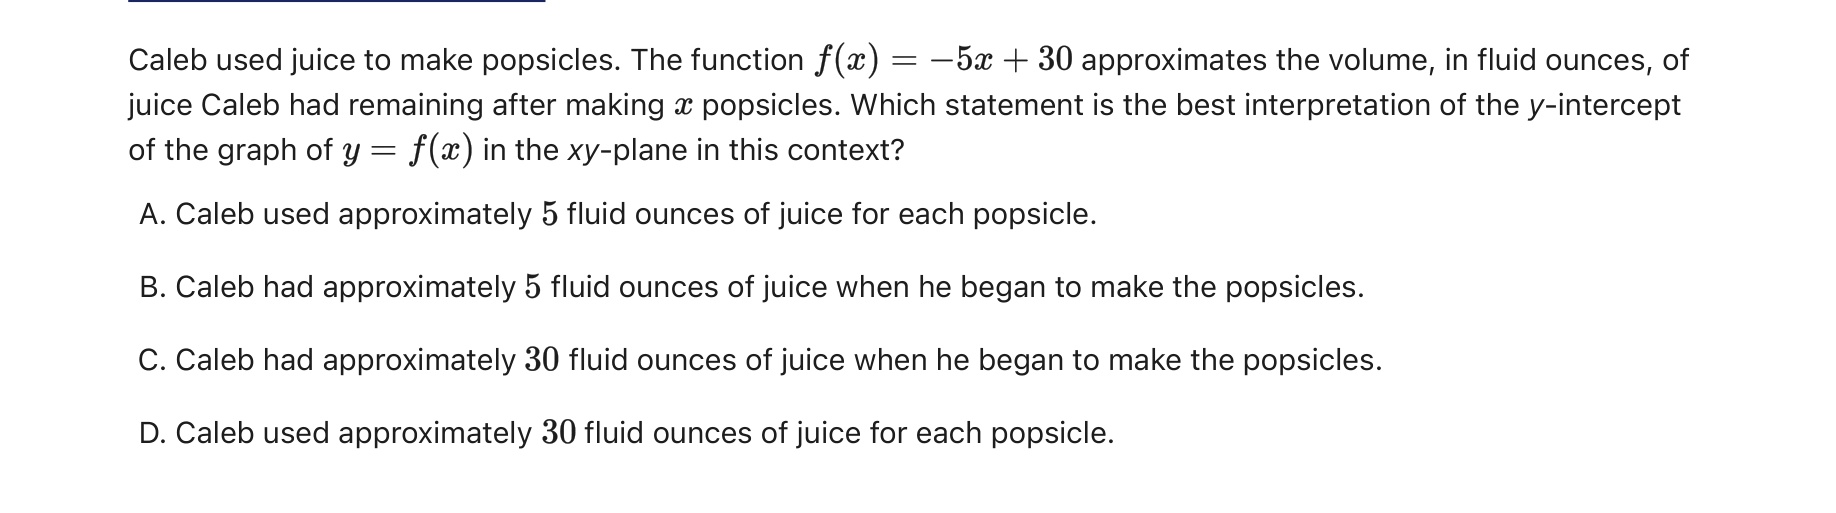 Caleb used juice to make popsicles. The function f(x) = −5x + 30 approximates the volume, in fluid ounces, of
juice Caleb had remaining after making x popsicles. Which statement is the best interpretation of the y-intercept
of the graph of y = f(x) in the xy-plane in this context?
A. Caleb used approximately 5 fluid ounces of juice for each popsicle.
B. Caleb had approximately 5 fluid ounces of juice when he began to make the popsicles.
C. Caleb had approximately 30 fluid ounces of juice when he began to make the popsicles.
D. Caleb used approximately 30 fluid ounces of juice for each popsicle.